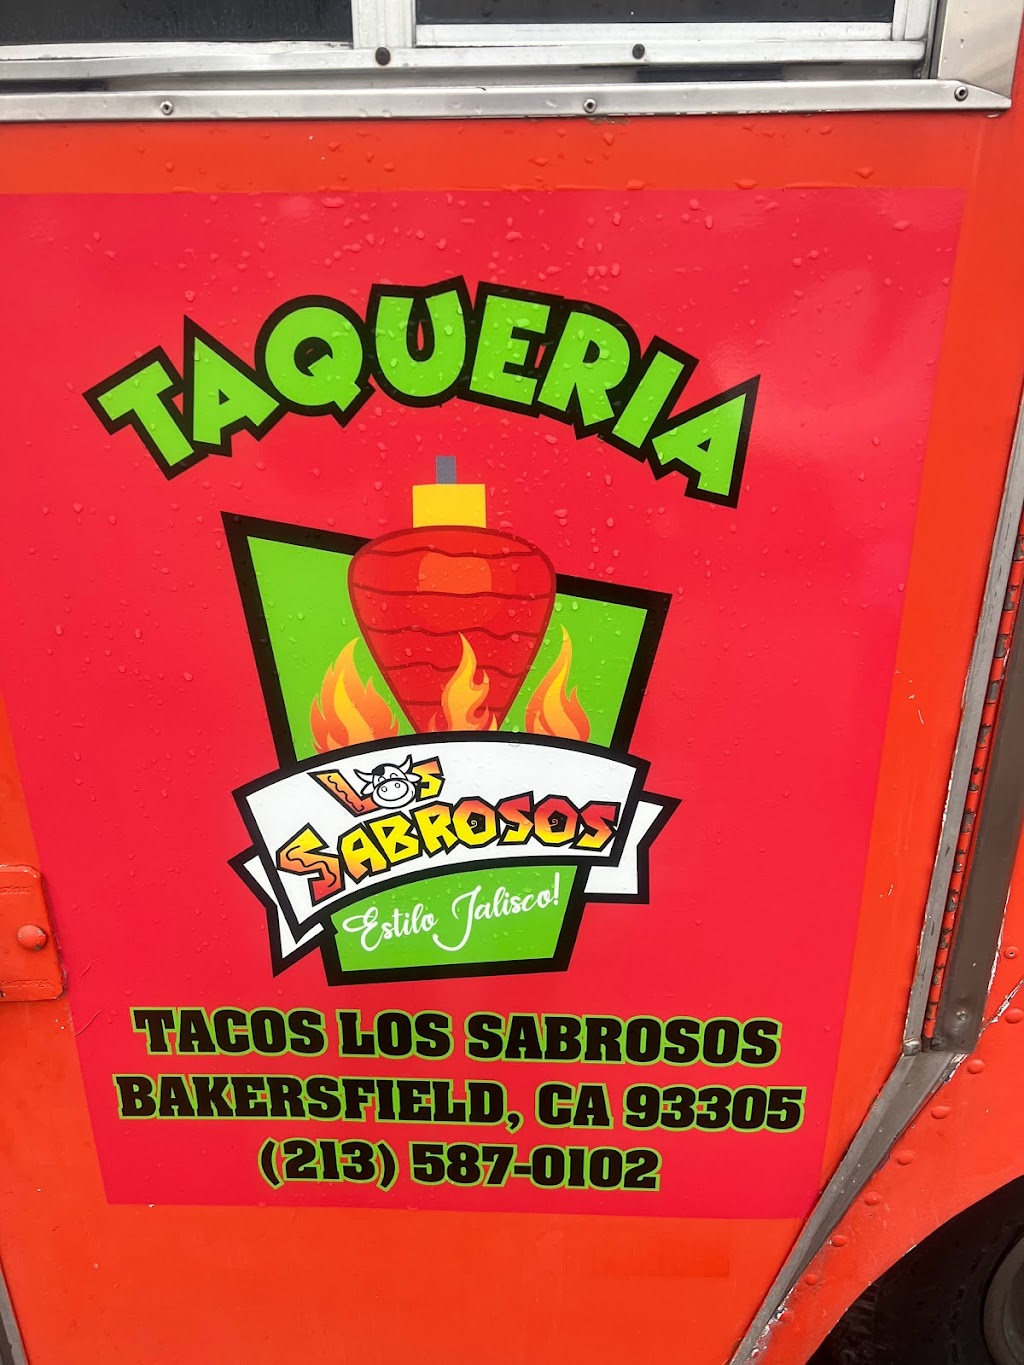 TAQUERIA
LOS
SABROSOS
Estilo Jalisco!
TACOS LOS SABROSOS
BAKERSFIELD, CA 93305
(213) 587-0102